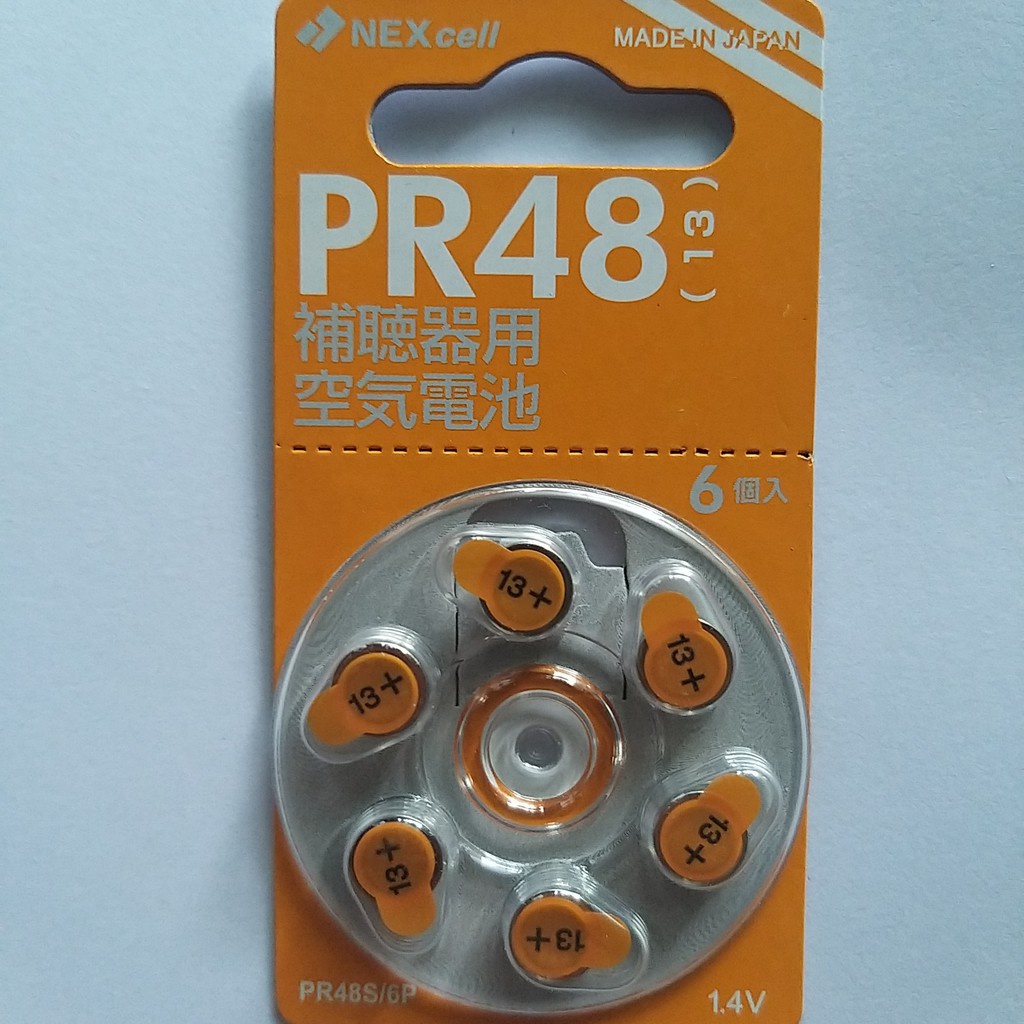 NEXcell
MADE IN JAPAN
PR48
(13)
補聴器用
空気電池
6個入
13+
13+
13+
13+
13+
13+
PR48S/6P
1.4V